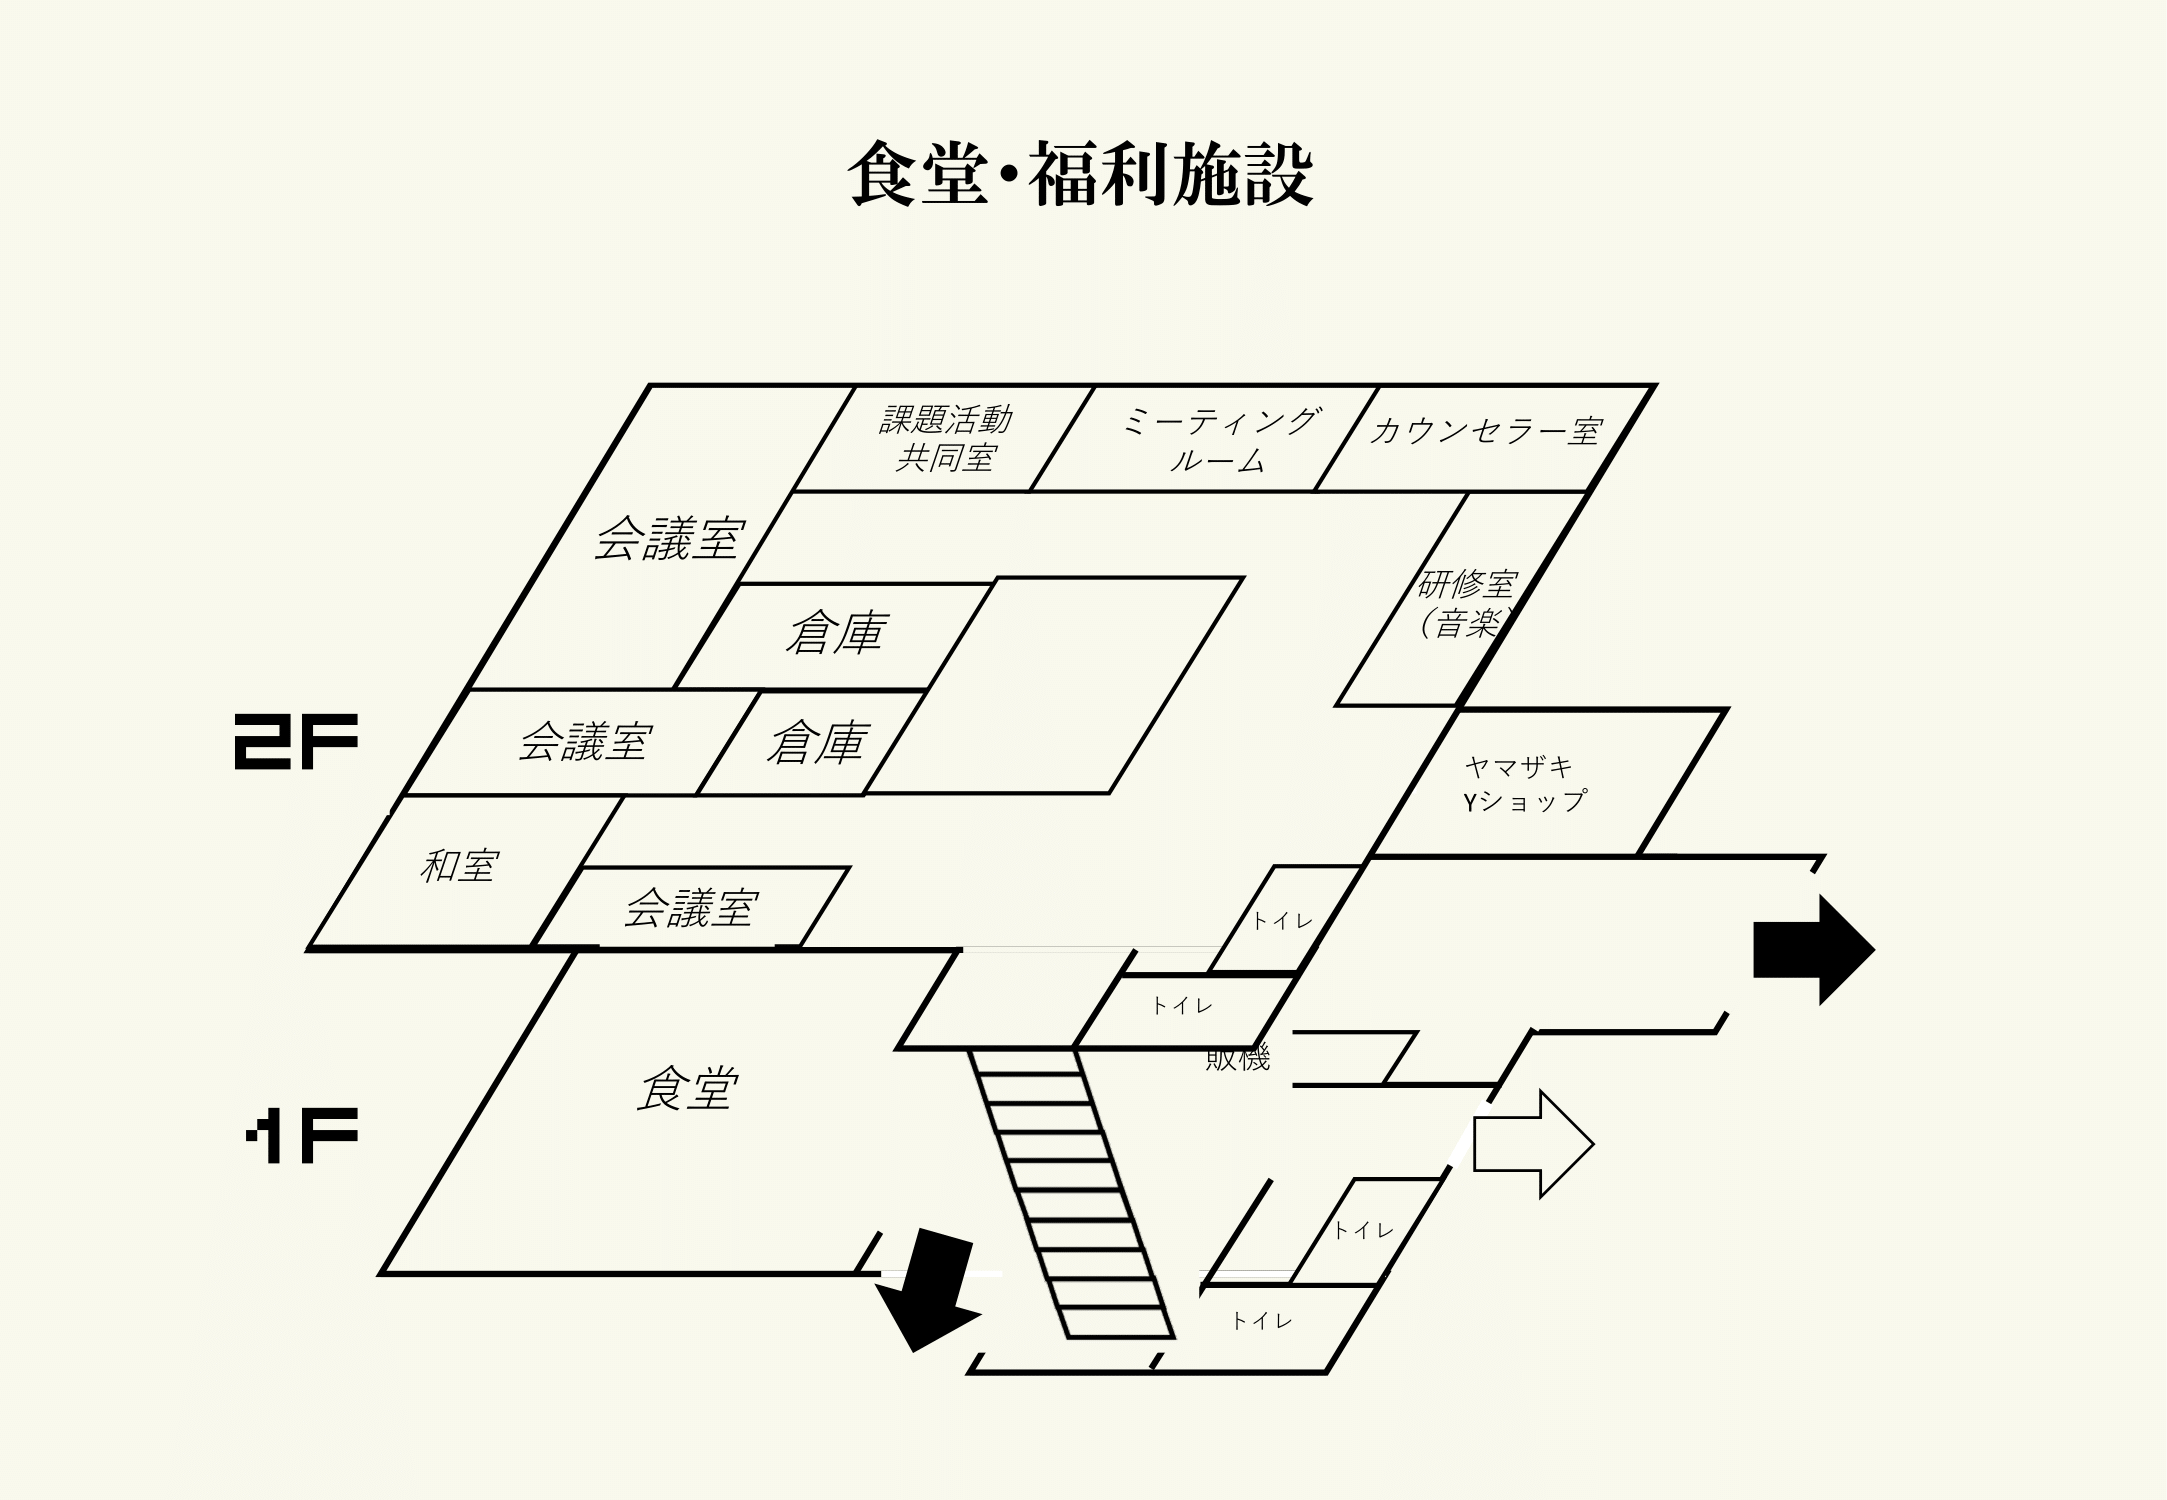 食堂・福利施設
課題活動
共同室
ミーティング
ルーム
カウンセラー室
会議室
研修室
（音楽）
倉庫
2F
会議室
倉庫
ヤマザキ
Yショップ
和室
会議室
トイレ
トイレ
販機
食堂
1F
トイレ
トイレ